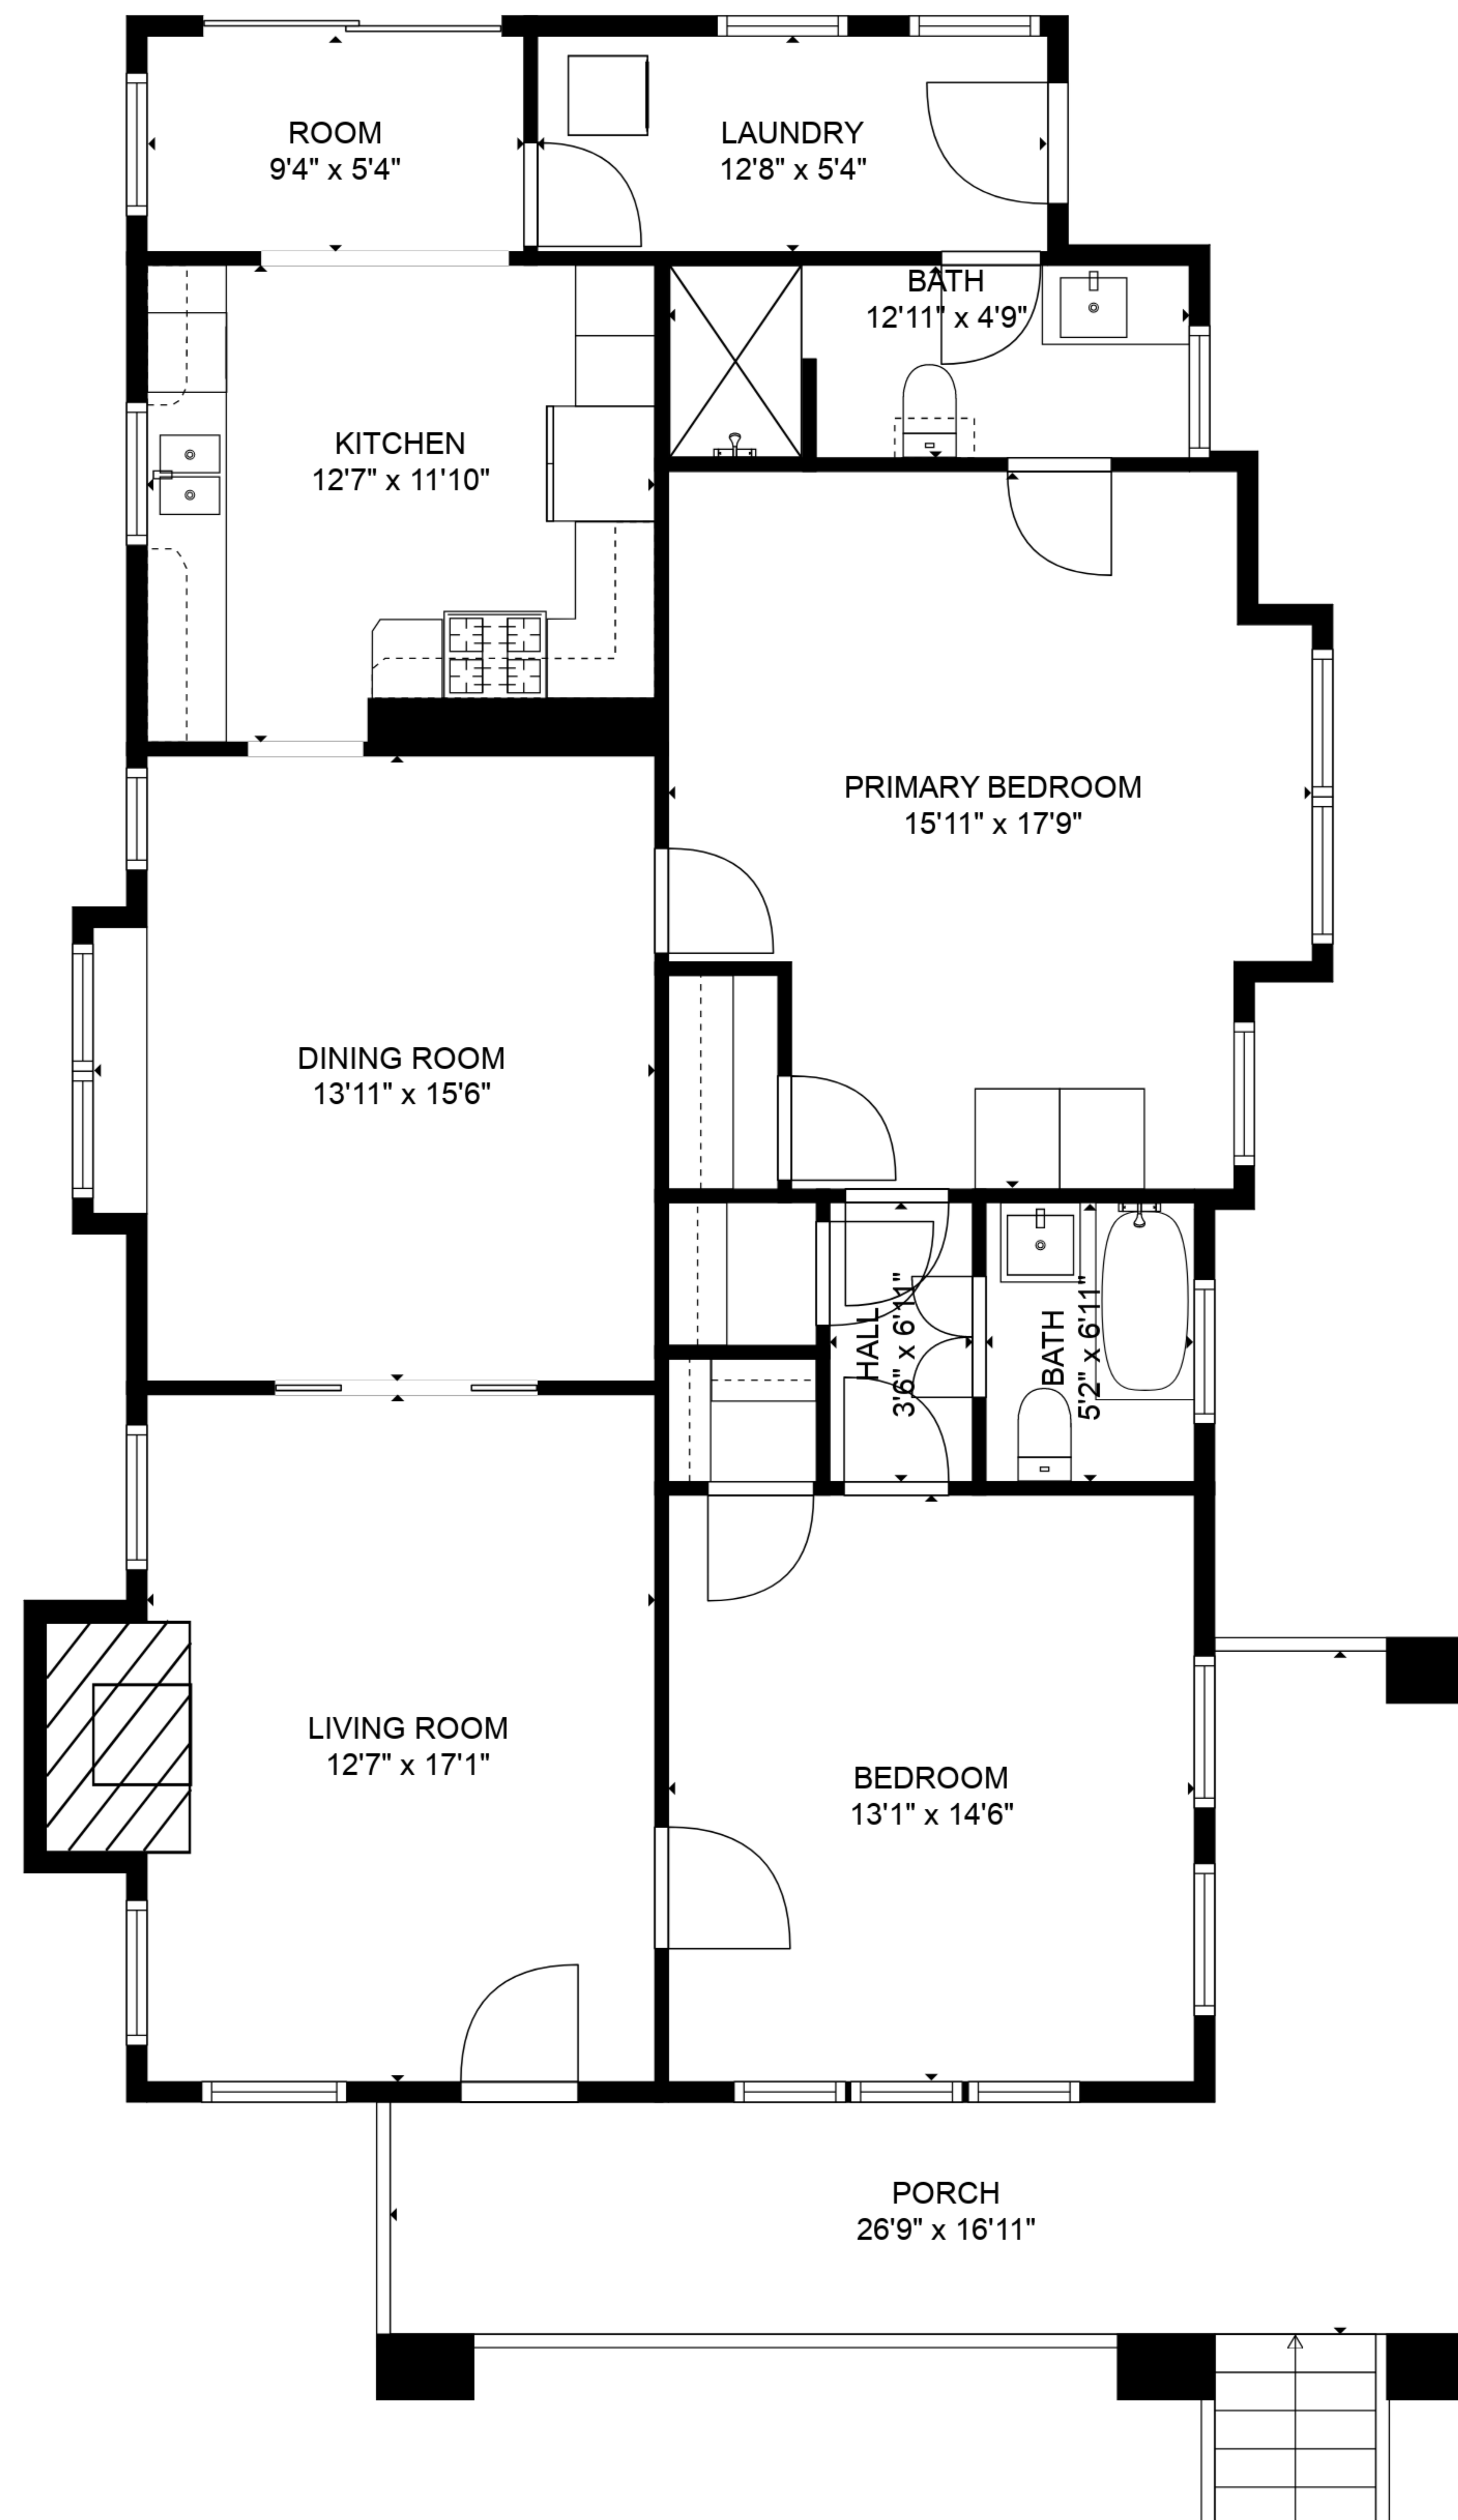 ROOM
9'4" x 5'4"
LAUNDRY
12'8" x 5'4"
BATH
12'11" x 4'9"
KITCHEN
12'7" x 11'10"
PRIMARY BEDROOM
15'11" x 17'9"
DINING ROOM
13'11" x 15'6"
HALL
3'6" x 6'11"
BATH
5'2" x 6'11"
LIVING ROOM
12'7" x 17'1"
BEDROOM
13'1" x 14'6"
PORCH
26'9" x 16'11"